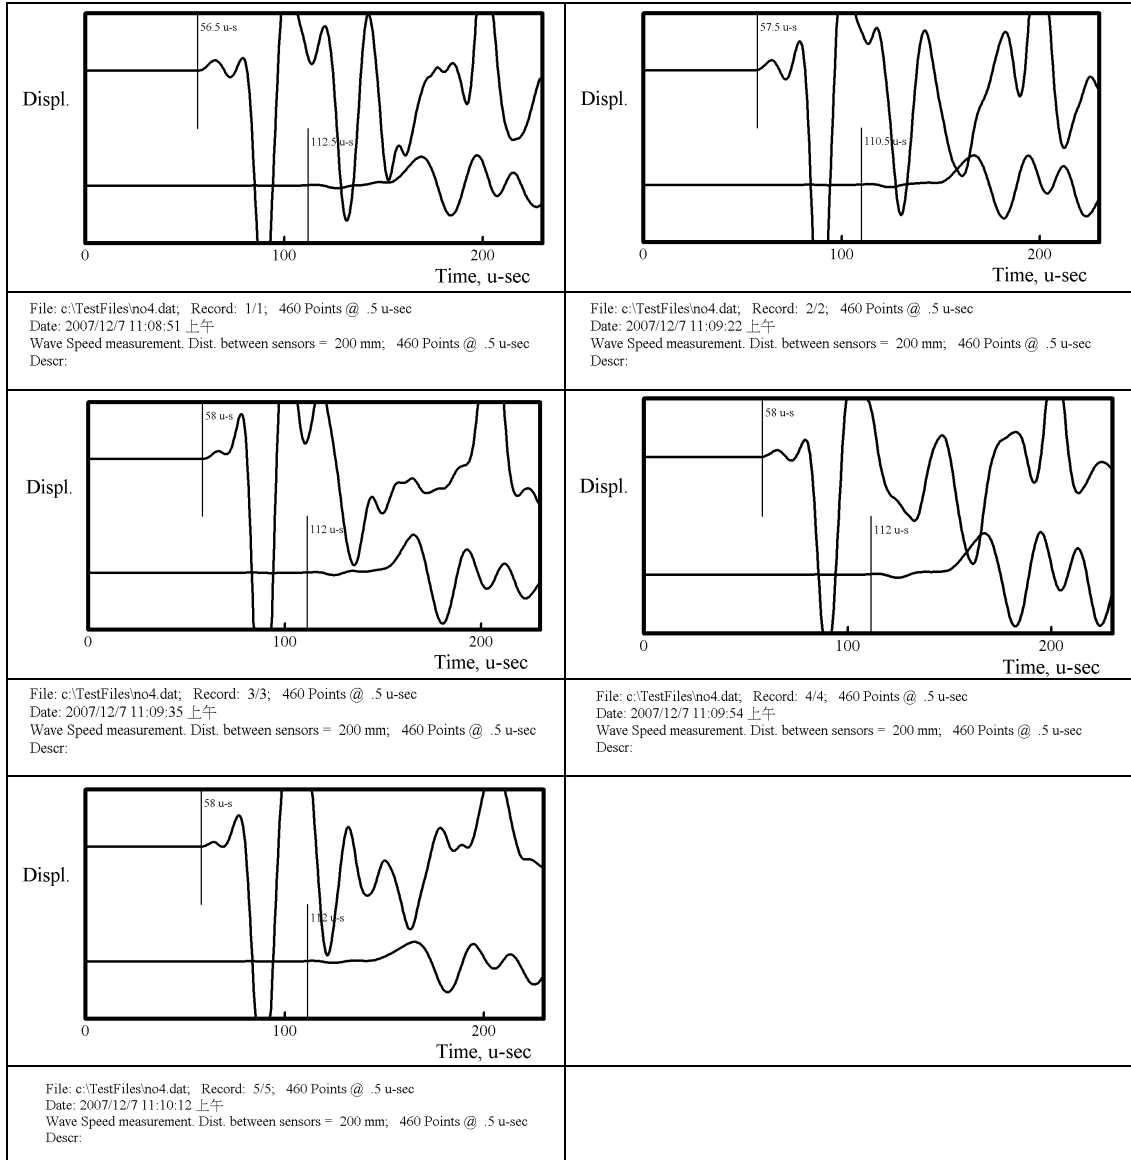 56.5 u-s
Displ.
112.5 u-s
0 100 200
Time, u-sec
File: c:\TestFiles\no4.dat; Record: 1/1; 460 Points @ .5 u-sec
Date: 2007/12/7 11:08:51 上午
Wave Speed measurement. Dist. between sensors = 200 mm; 460 Points @ .5 u-sec
Descr:
57.5 u-s
Displ.
110.5 u-s
0 100 200
Time, u-sec
File: c:\TestFiles\no4.dat; Record: 2/2; 460 Points @ .5 u-sec
Date: 2007/12/7 11:09:22 上午
Wave Speed measurement. Dist. between sensors = 200 mm; 460 Points @ .5 u-sec
Descr:
58 u-s
Displ.
112 u-s
0 100 200
Time, u-sec
File: c:\TestFiles\no4.dat; Record: 3/3; 460 Points @ .5 u-sec
Date: 2007/12/7 11:09:35 上午
Wave Speed measurement. Dist. between sensors = 200 mm; 460 Points @ .5 u-sec
Descr:
58 u-s
Displ.
112 u-s
0 100 200
Time, u-sec
File: c:\TestFiles\no4.dat; Record: 4/4; 460 Points @ .5 u-sec
Date: 2007/12/7 11:09:54 上午
Wave Speed measurement. Dist. between sensors = 200 mm; 460 Points @ .5 u-sec
Descr:
58 u-s
Displ.
112 u-s
0 100 200
Time, u-sec
File: c:\TestFiles\no4.dat; Record: 5/5; 460 Points @ .5 u-sec
Date: 2007/12/7 11:10:12 上午
Wave Speed measurement. Dist. between sensors = 200 mm; 460 Points @ .5 u-sec
Descr: